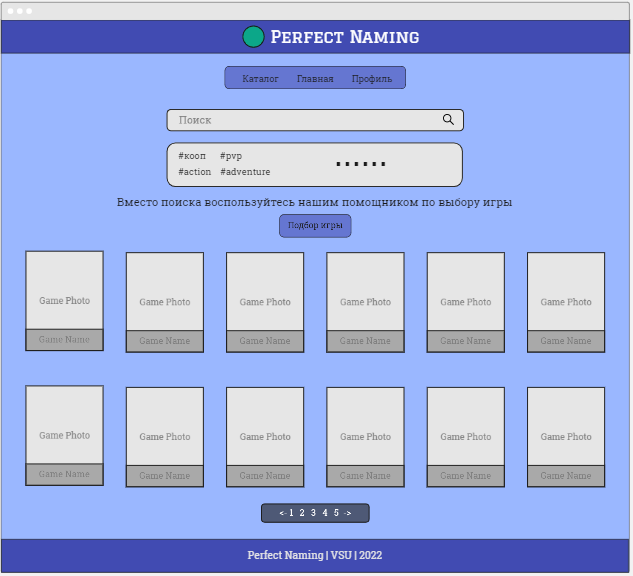 Perfect Naming
Каталог Главная Профиль
Поиск
#кооп #pvp
#action #adventure
......
Вместо поиска воспользуйтесь нашим помощником по выбору игры
Подбор игры
Game Photo Game Photo Game Photo Game Photo Game Photo Game Photo
Game Name Game Name Game Name Game Name Game Name Game Name
Game Photo Game Photo Game Photo Game Photo Game Photo Game Photo
Game Name Game Name Game Name Game Name Game Name Game Name
<- 1 2 3 4 5 ->
Perfect Naming | VSU | 2022